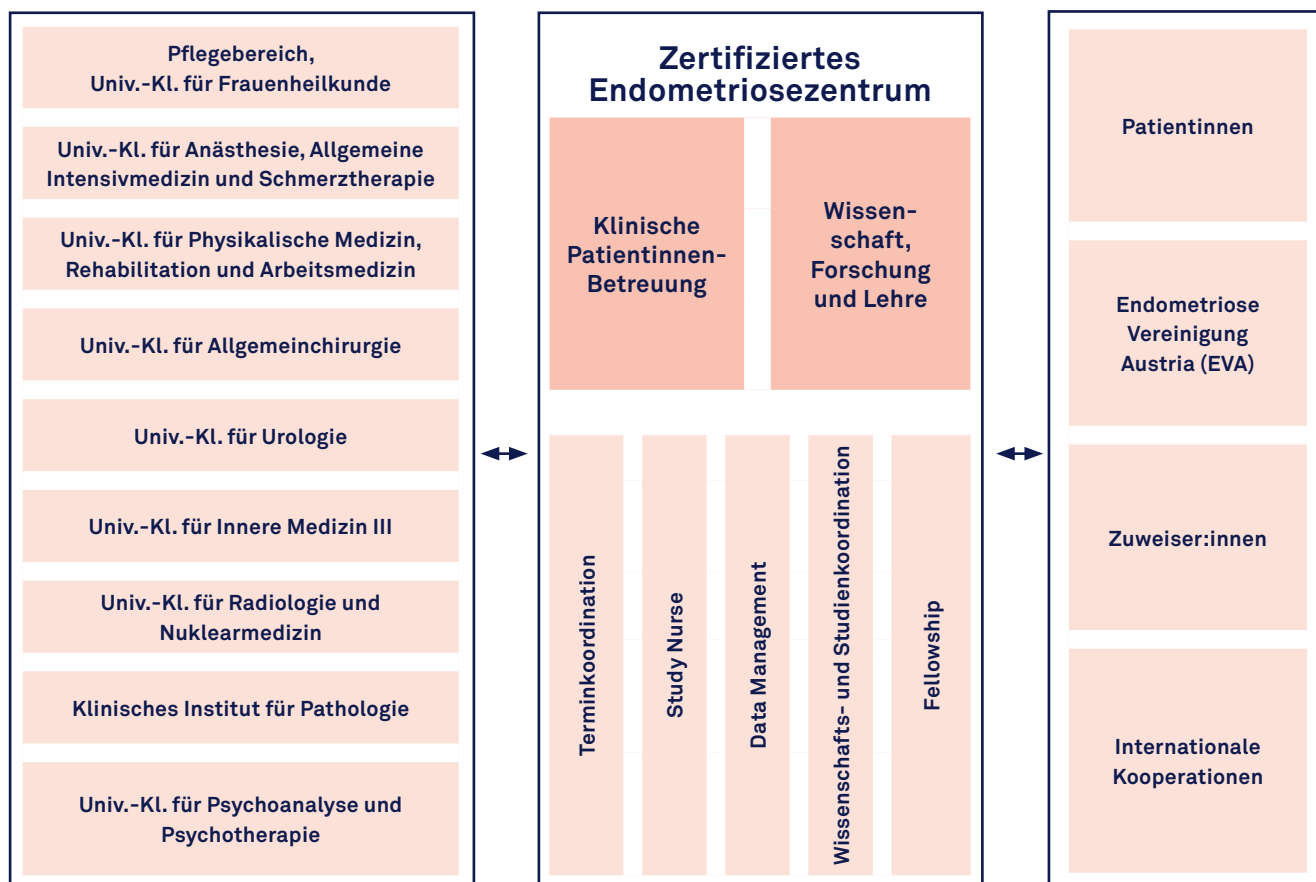 Pflegebereich,
Univ.-Kl. für Frauenheilkunde
Univ.-Kl. für Anästhesie, Allgemeine
Intensivmedizin und Schmerztherapie
Univ.-Kl. für Physikalische Medizin,
Rehabilitation und Arbeitsmedizin
Univ.-Kl. für Allgemeinchirurgie
Univ.-Kl. für Urologie
Univ.-Kl. für Innere Medizin III
Univ.-Kl. für Radiologie und
Nuklearmedizin
Klinisches Institut für Pathologie
Univ.-Kl. für Psychoanalyse und
Psychotherapie
Zertifiziertes
Endometriosezentrum
Klinische
Patientinnen-
Betreuung
Wissen-
schaft,
Forschung
und Lehre
Terminkoordination
Study Nurse
Data Management
Wissenschafts- und Studienkoordination
Fellowship
Patientinnen
Endometriose
Vereinigung
Austria (EVA)
Zuweiser:innen
Internationale
Kooperationen